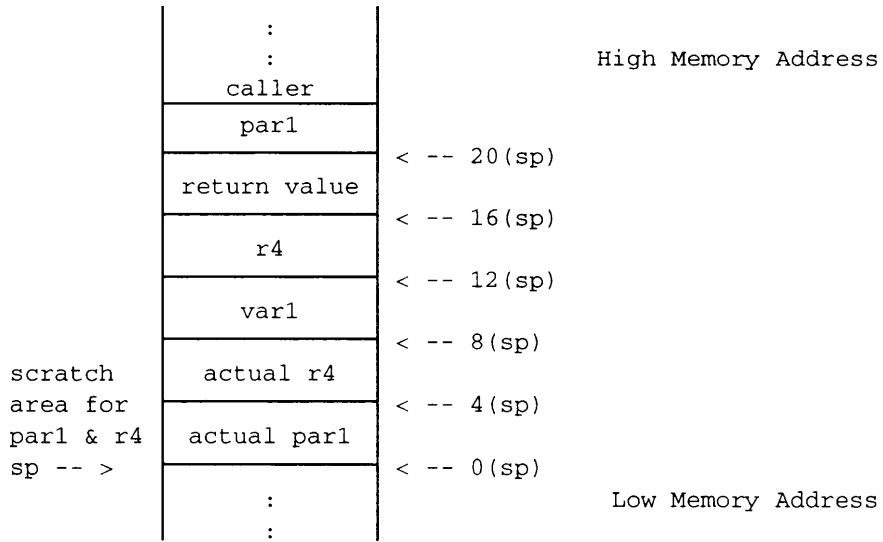 :
: High Memory Address
caller
par1
< -- 20(sp)
return value
< -- 16(sp)
r4
< -- 12(sp)
var1
< -- 8(sp)
scratch actual r4
area for < -- 4(sp)
par1 & r4 actual par1
sp -- > < -- 0(sp)
: Low Memory Address
: